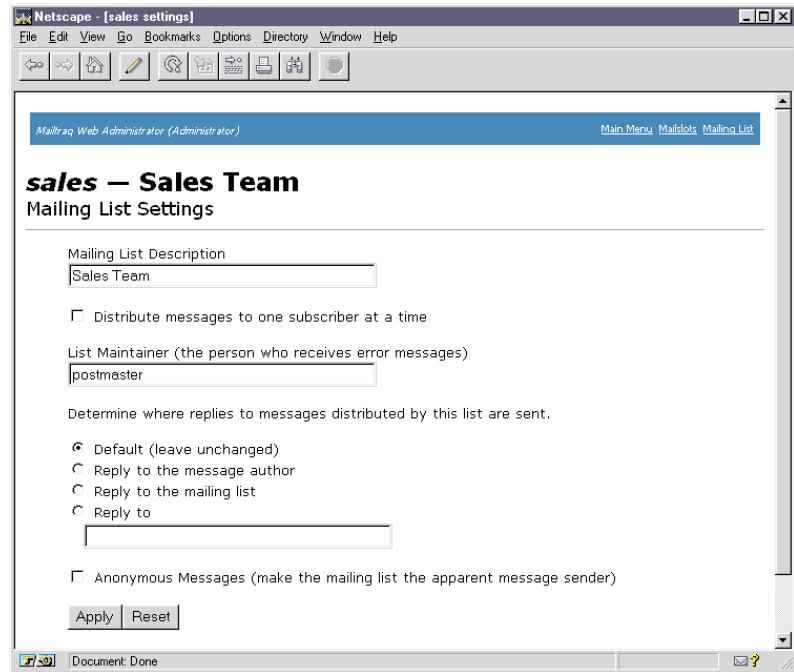 Netscape - [sales settings]
File Edit View Go Bookmarks Options Directory Window Help
Mailtraq Web Administrator (Administrator) Main Menu Mailslots Mailing List
sales — Sales Team
Mailing List Settings
Mailing List Description
Sales Team
Distribute messages to one subscriber at a time
List Maintainer (the person who receives error messages)
postmaster
Determine where replies to messages distributed by this list are sent.
Default (leave unchanged)
Reply to the message author
Reply to the mailing list
Reply to
Anonymous Messages (make the mailing list the apparent message sender)
Apply Reset
Document: Done